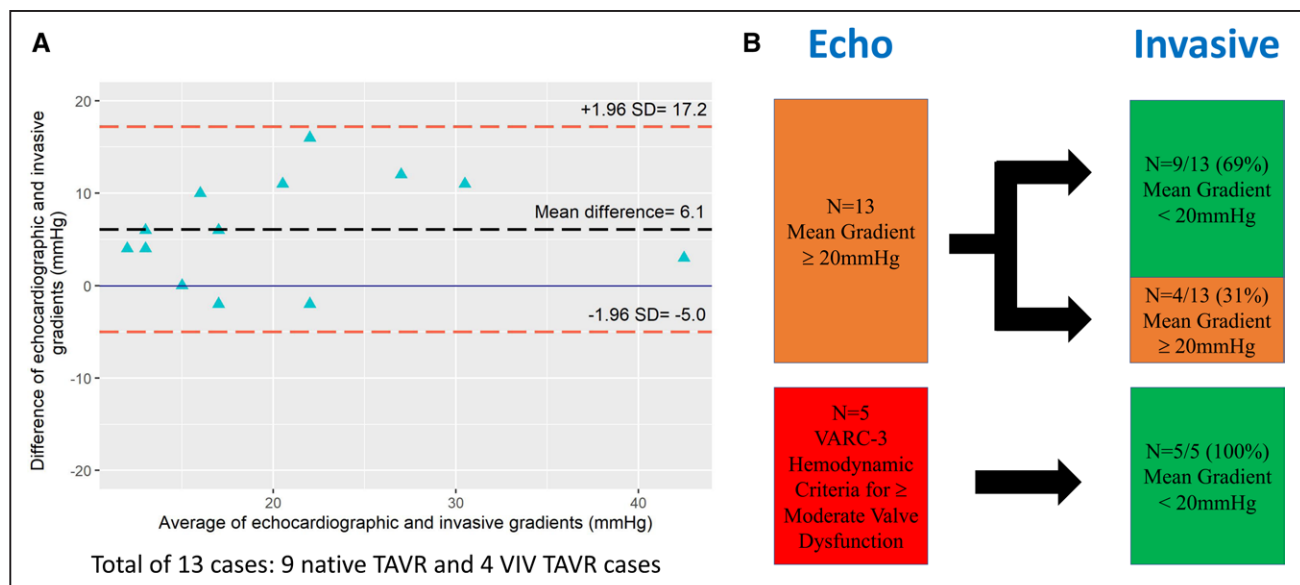 A
Difference of echocardiographic and invasive
gradients (mmHg)
20
10
0
-10
-20
+1.96 SD= 17.2
Mean difference= 6.1
-1.96 SD= -5.0
20
30
40
Average of echocardiographic and invasive gradients (mmHg)
Total of 13 cases: 9 native TAVR and 4 VIV TAVR cases
B
Echo
Invasive
N=13
Mean Gradient
≥ 20mmHg
N=9/13 (69%)
Mean Gradient
< 20mmHg
N=4/13 (31%)
Mean Gradient
≥ 20mmHg
N=5
VARC-3
Hemodynamic
Criteria for ≥
Moderate Valve
Dysfunction
N=5/5 (100%)
Mean Gradient
< 20mmHg